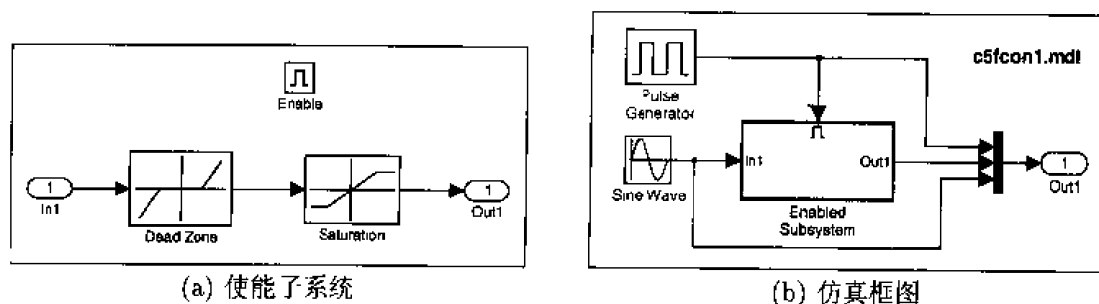 Enable
1
In1
Dead Zone
Saturation
1
Out1
(a) 使能子系统
c5fcon1.mdl
Pulse
Generator
Sine Wave
In1
Out1
Enabled
Subsystem
1
Out1
(b) 仿真框图